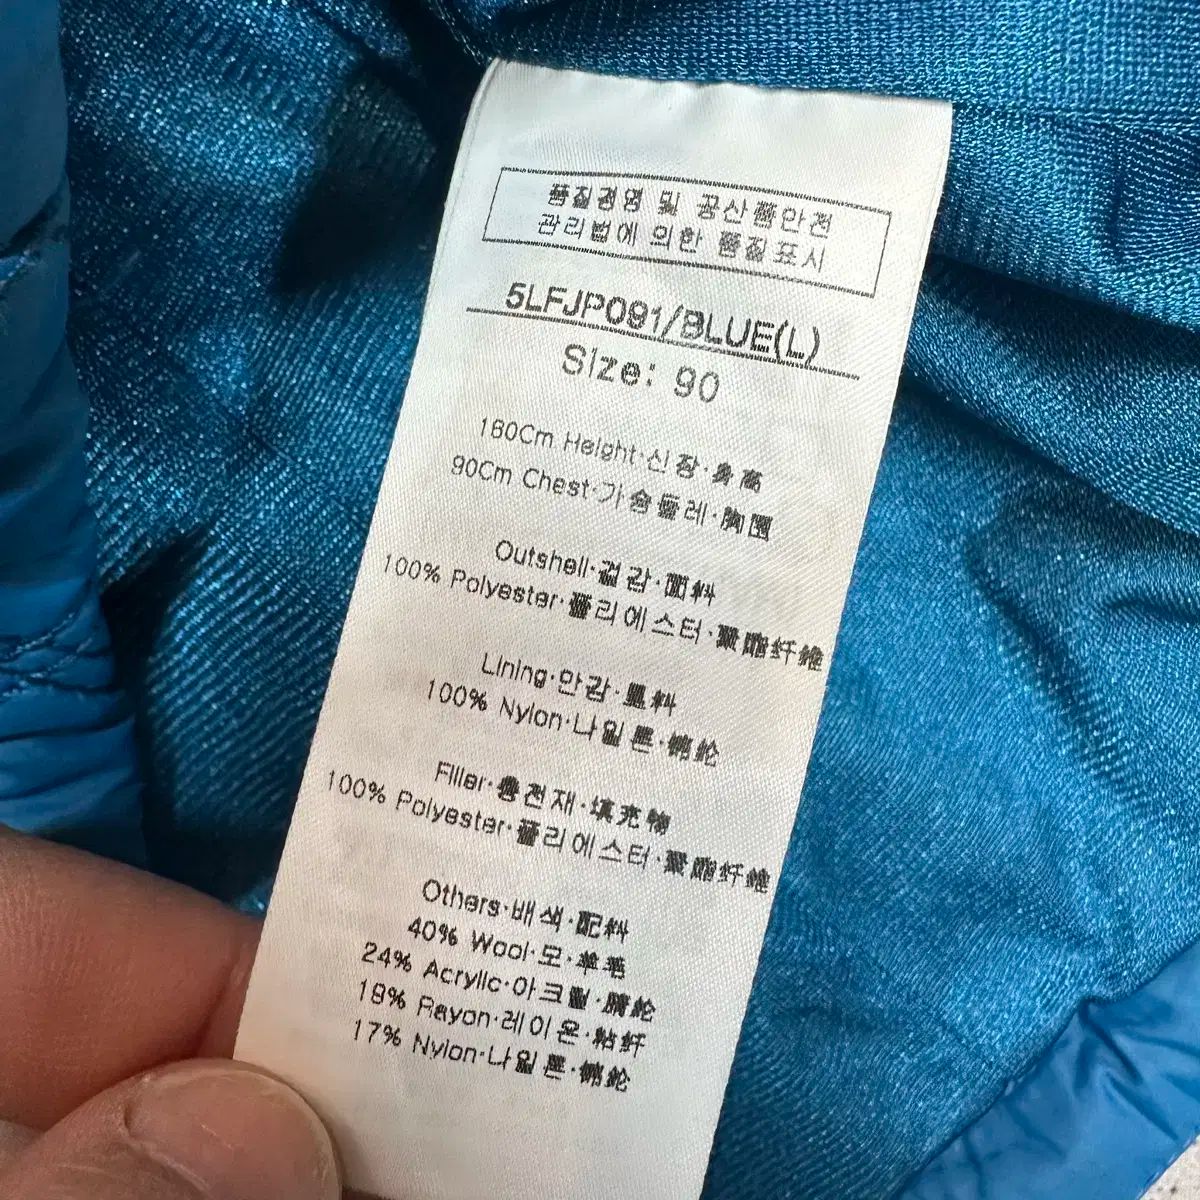 품질경영 및 공산품안전
관리법에 의한 품질표시
5LFJP091/BLUE(L)
Size: 90
160Cm Height·신장·身高
90Cm Chest·가슴둘레·胸围
Outshell·겉감·面料
100% Polyester·폴리에스터·聚酯纤维
Lining·안감·里料
100% Nylon·나일론·锦纶
Filler·충전재·填充物
100% Polyester·폴리에스터·聚酯纤维
Others·배색·配料
40% Wool·모·羊毛
24% Acrylic·아크릴·腈纶
19% Rayon·레이온·粘纤
17% Nylon·나일론·锦纶